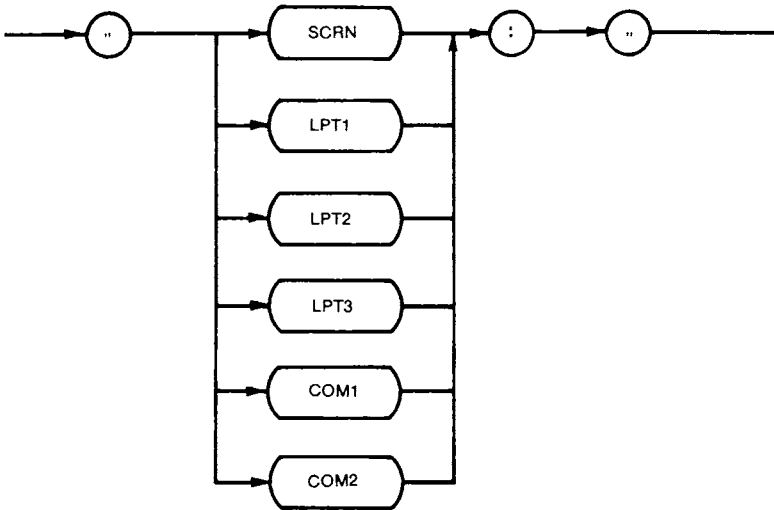 " SCRN : "
LPT1
LPT2
LPT3
COM1
COM2